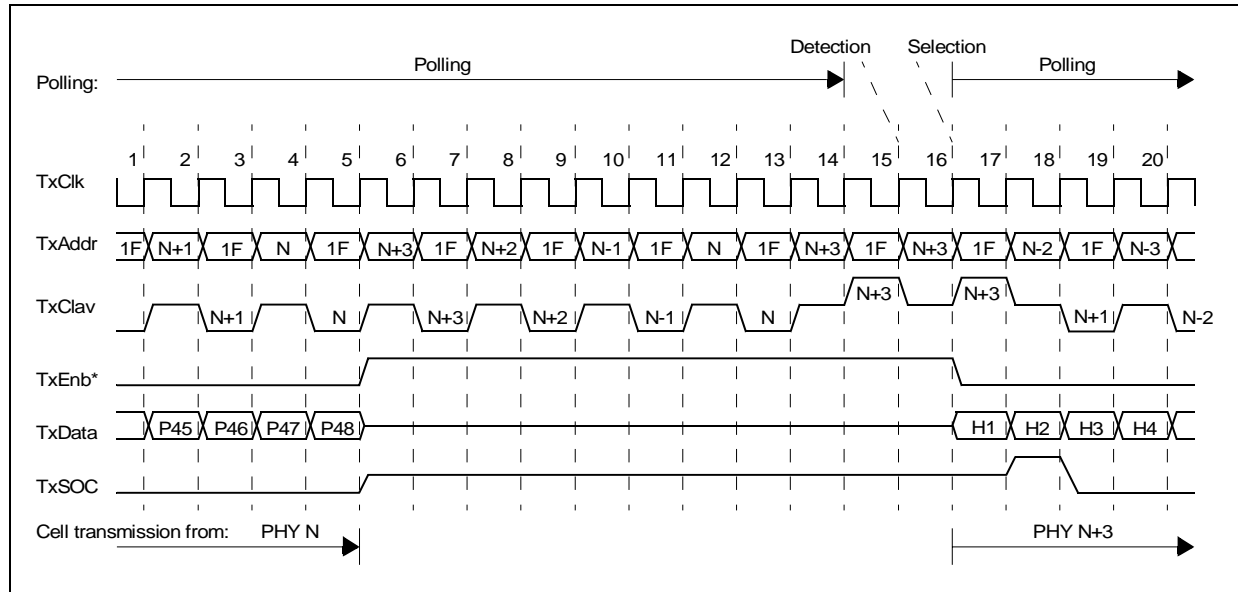 Detection Selection
Polling: Polling Polling
1 2 3 4 5 6 7 8 9 10 11 12 13 14 15 16 17 18 19 20
TxClk
TxAddr 1F N+1 1F N 1F N+3 1F N+2 1F N-1 1F N 1F N+3 1F N+3 1F N-2 1F N-3
TxClav N+1 N N+3 N+2 N-1 N N+3 N+3 N+1 N-2
TxEnb*
TxData P45 P46 P47 P48 H1 H2 H3 H4
TxSOC
Cell transmission from: PHY N PHY N+3